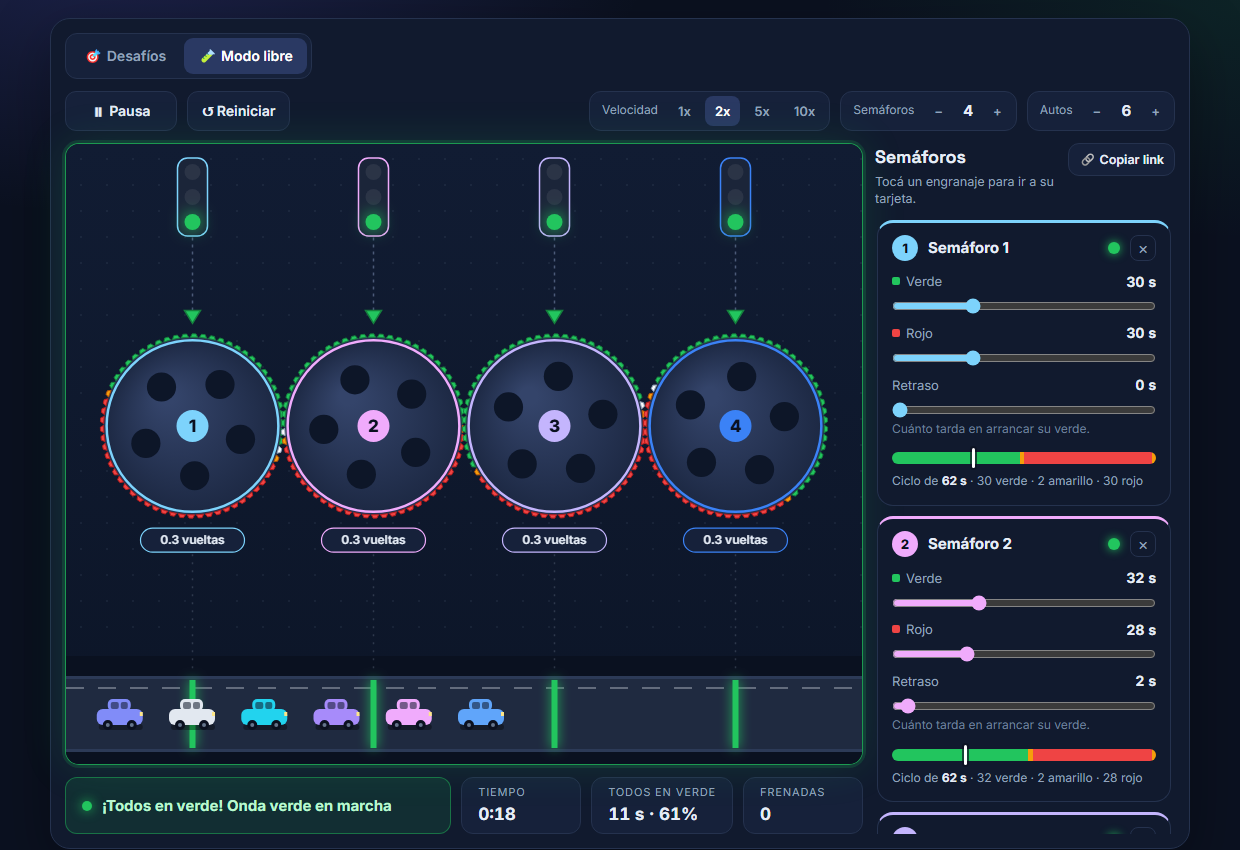 Desafíos
Modo libre
Pausa
Reiniciar
Velocidad 1x 2x 5x 10x
Semáforos − 4 +
Autos − 6 +
Semáforos
Copiar link
Tocá un engranaje para ir a su
tarjeta.
1 2 3 4
0.3 vueltas 0.3 vueltas 0.3 vueltas 0.3 vueltas
1 Semáforo 1 ×
Verde 30 s
Rojo 30 s
Retraso 0 s
Cuánto tarda en arrancar su verde.
Ciclo de 62 s · 30 verde · 2 amarillo · 30 rojo
2 Semáforo 2 ×
Verde 32 s
Rojo 28 s
Retraso 2 s
Cuánto tarda en arrancar su verde.
Ciclo de 62 s · 32 verde · 2 amarillo · 28 rojo
¡Todos en verde! Onda verde en marcha
TIEMPO
0:18
TODOS EN VERDE
11 s · 61%
FRENADAS
0